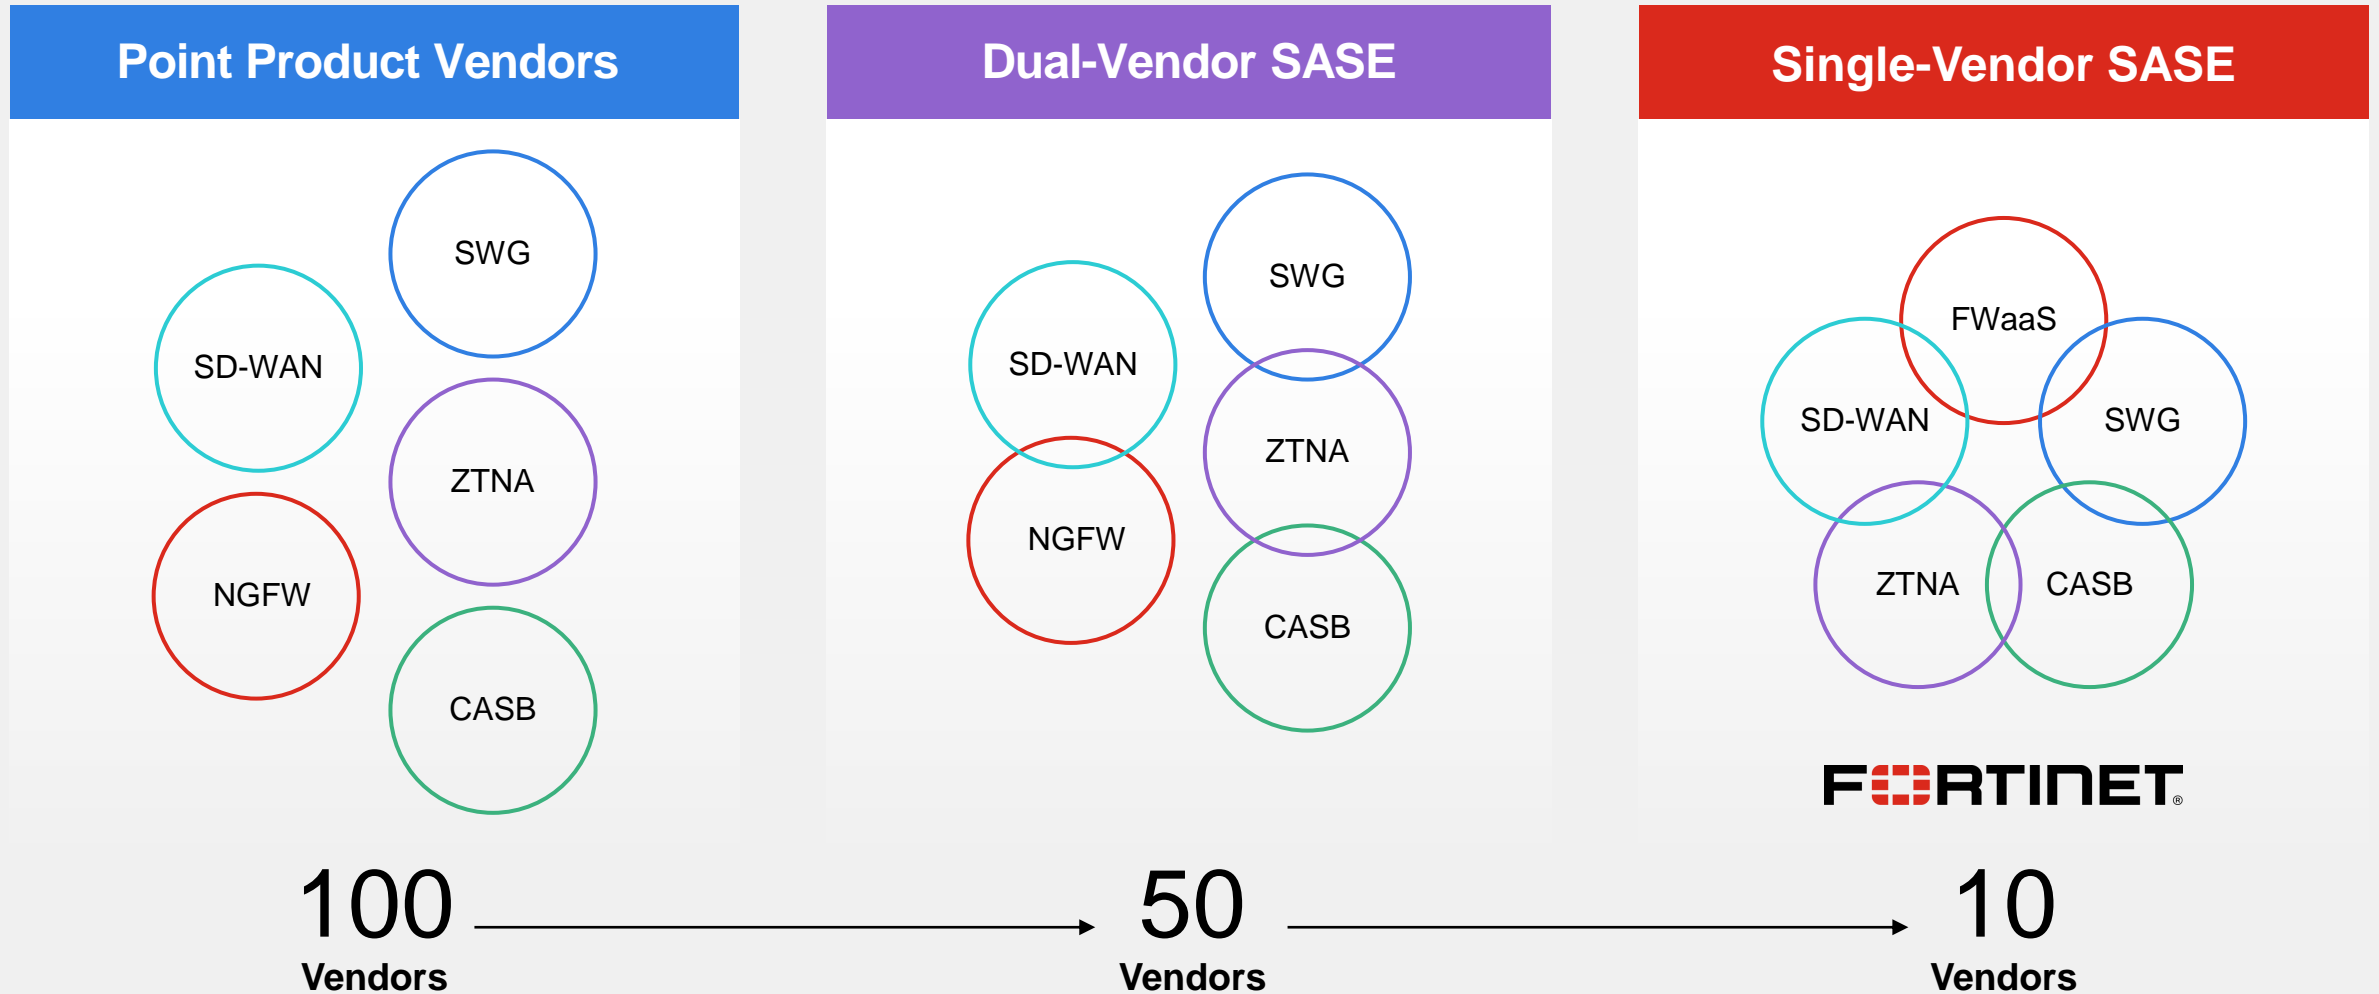 Point Product Vendors
SWG
SD-WAN
ZTNA
NGFW
CASB
100
Vendors
Dual-Vendor SASE
SWG
SD-WAN
ZTNA
NGFW
CASB
50
Vendors
Single-Vendor SASE
FWaaS
SD-WAN
SWG
ZTNA
CASB
FORTINET®
10
Vendors